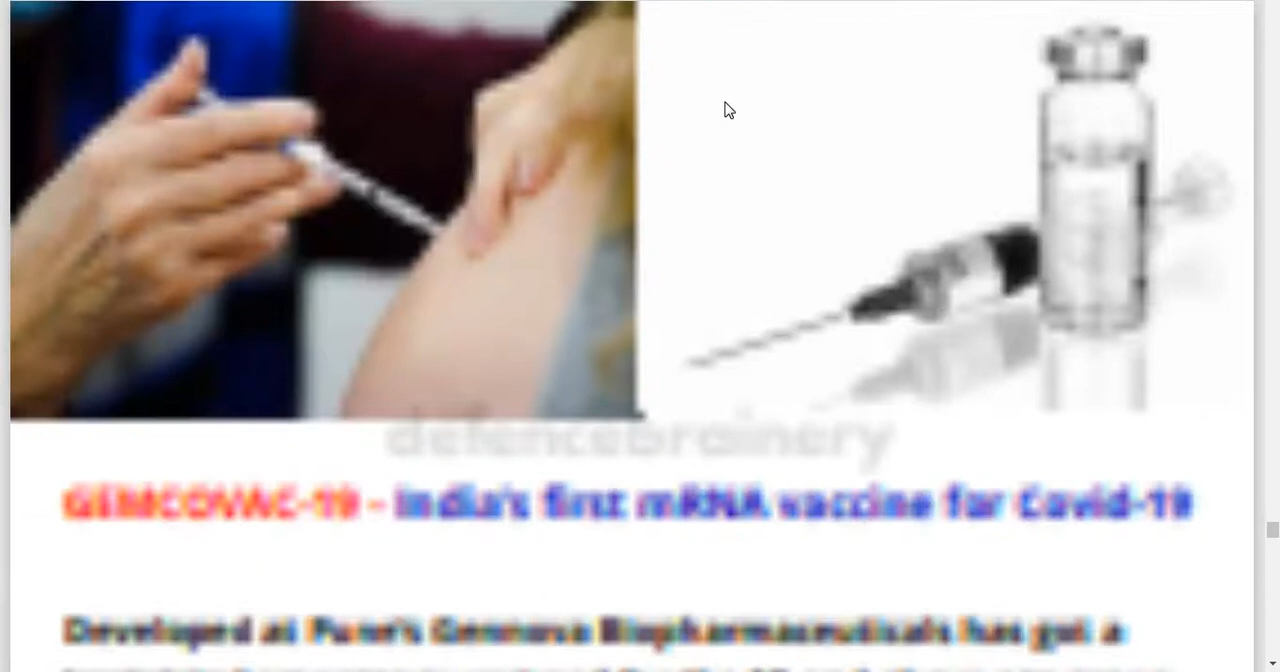 defencebrainery
GEMCOVAC-19 - India's first mRNA vaccine for Covid-19
Developed at Pune's Gennova Biopharmaceuticals has got a